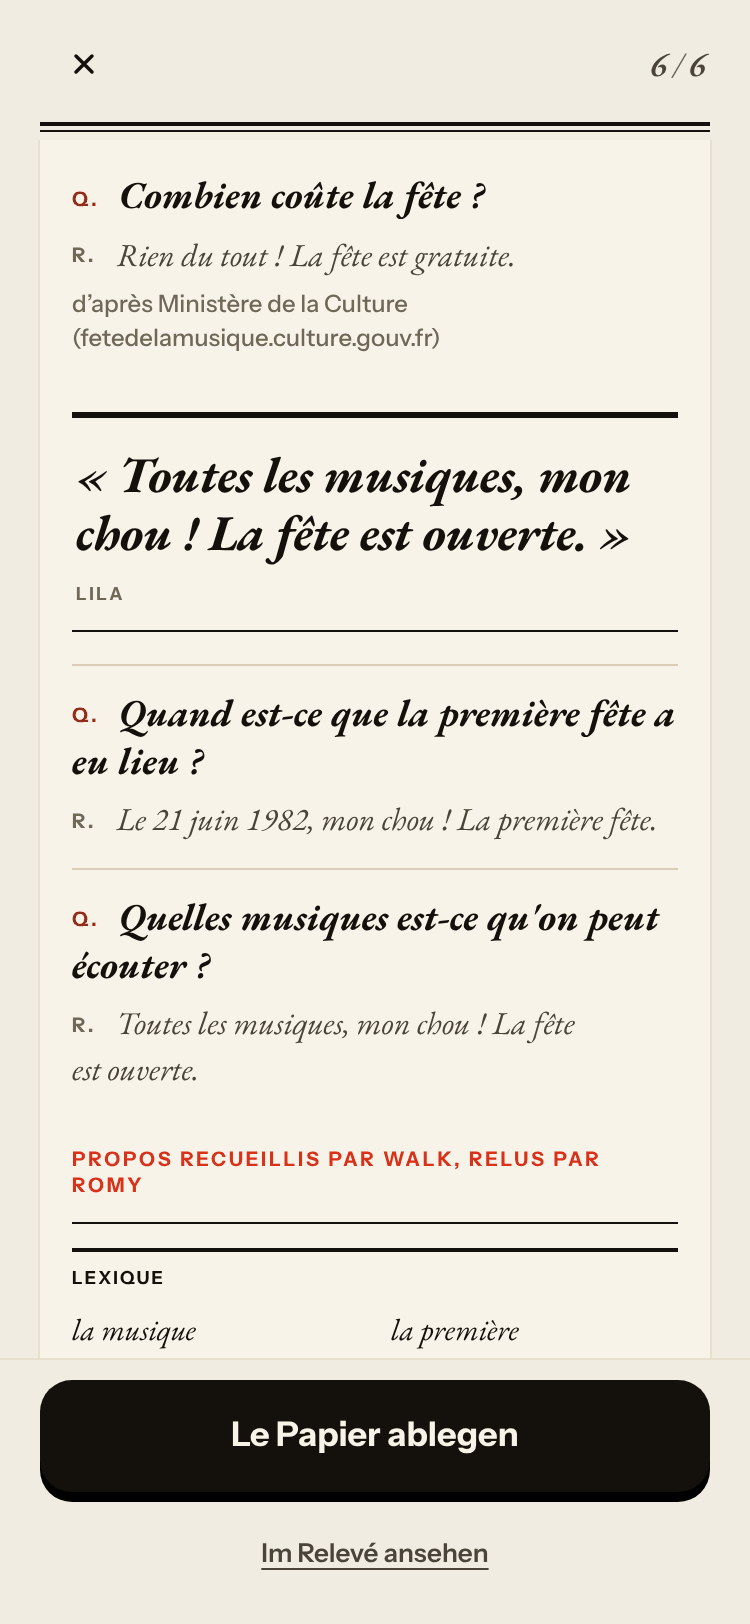 6/6
Q. Combien coûte la fête ?
R. Rien du tout ! La fête est gratuite.
d’après Ministère de la Culture
(fetedelamusique.culture.gouv.fr)
« Toutes les musiques, mon
chou ! La fête est ouverte. »
LILA
Q. Quand est-ce que la première fête a
eu lieu ?
R. Le 21 juin 1982, mon chou ! La première fête.
Q. Quelles musiques est-ce qu'on peut
écouter ?
R. Toutes les musiques, mon chou ! La fête
est ouverte.
PROPOS RECUEILLIS PAR WALK, RELUS PAR
ROMY
LEXIQUE
la musique la première
Le Papier ablegen
Im Relevé ansehen